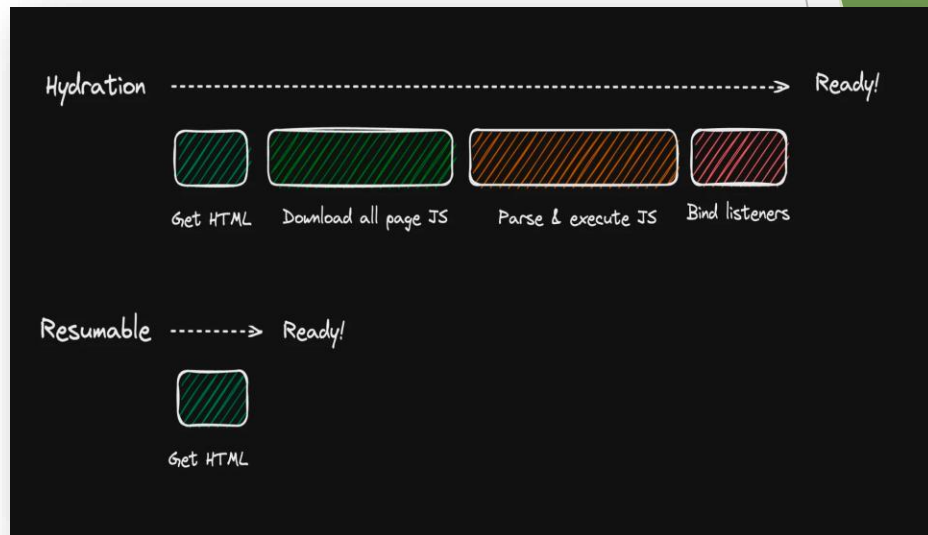 Hydration Ready!
Get HTML Download all page JS Parse & execute JS Bind listeners
Resumable Ready!
Get HTML